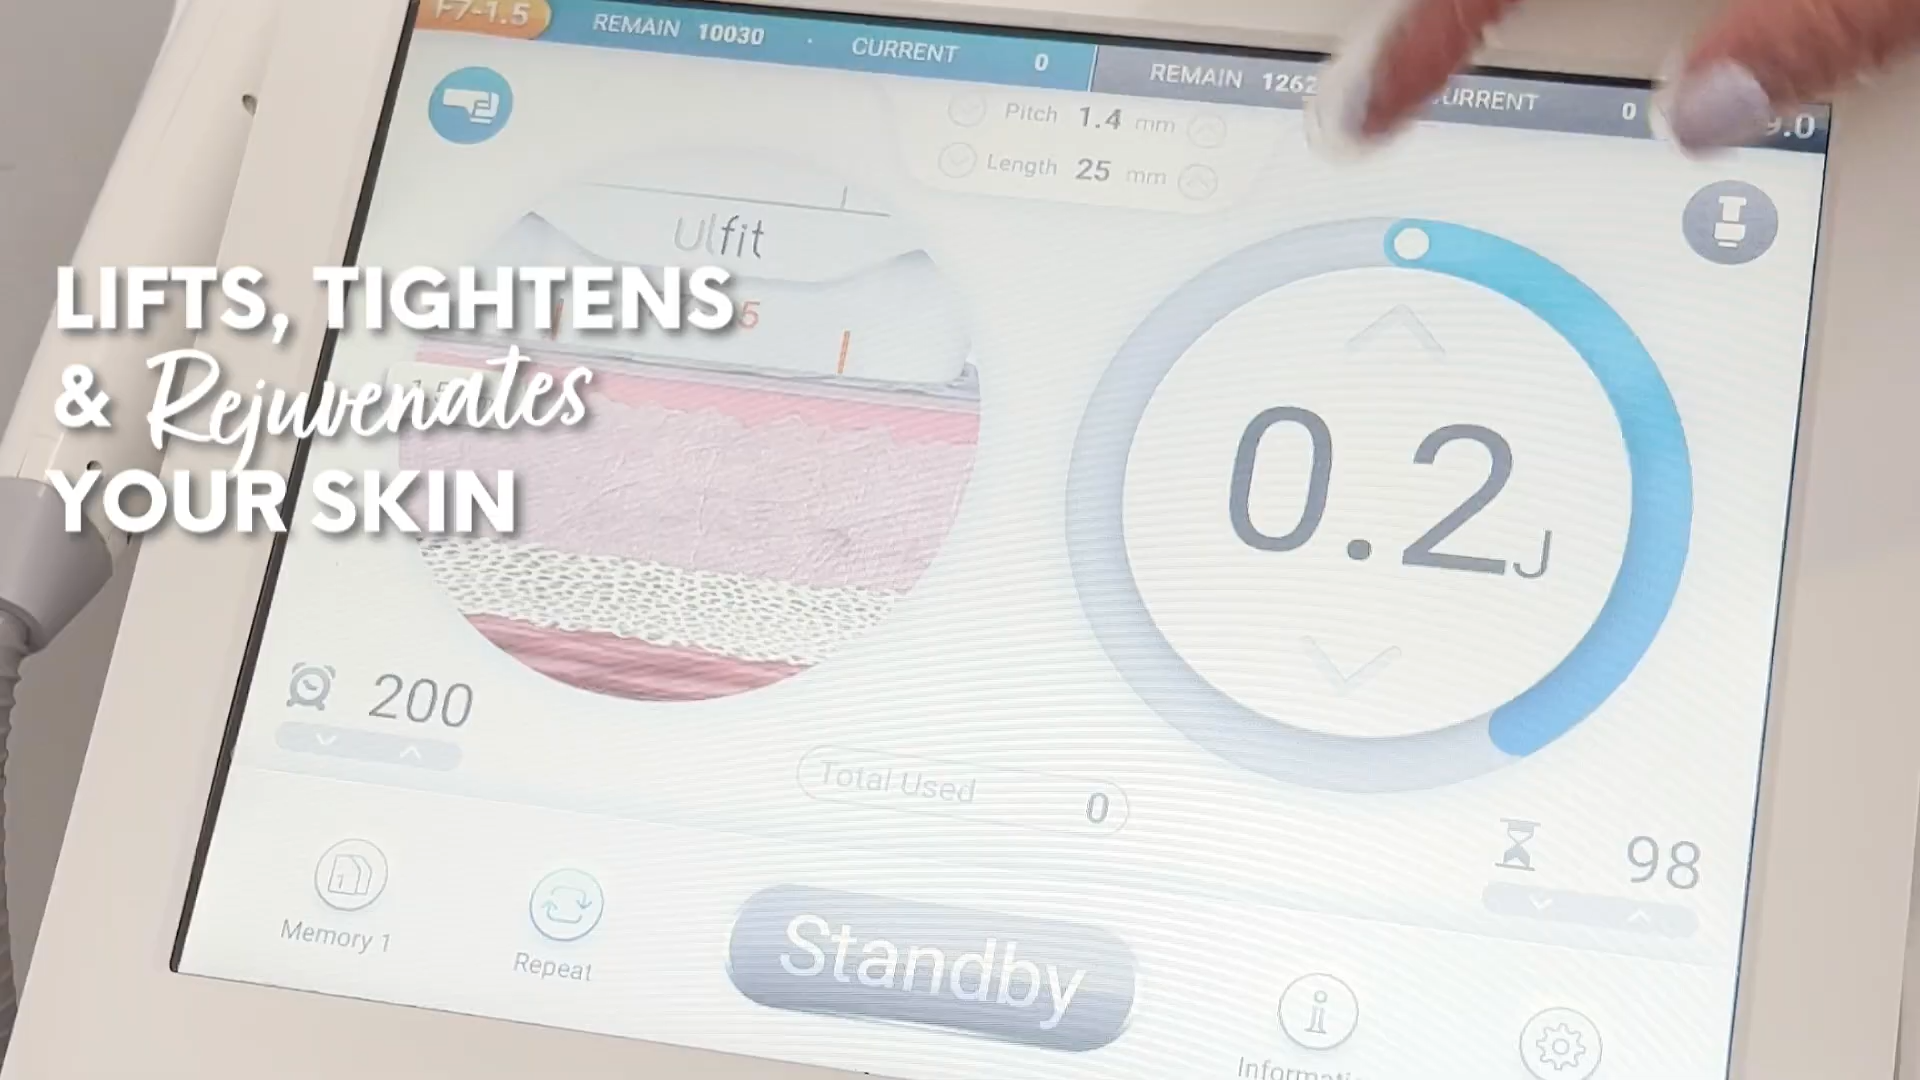 F7-1.5
REMAIN 10030 · CURRENT 0
REMAIN CURRENT 0
Pitch 1.4 mm
Length 25 mm
Ulfit
LIFTS, TIGHTENS
& Rejuvenates
YOUR SKIN
0.2J
200
Total Used 0
98
Memory 1
Repeat
Standby